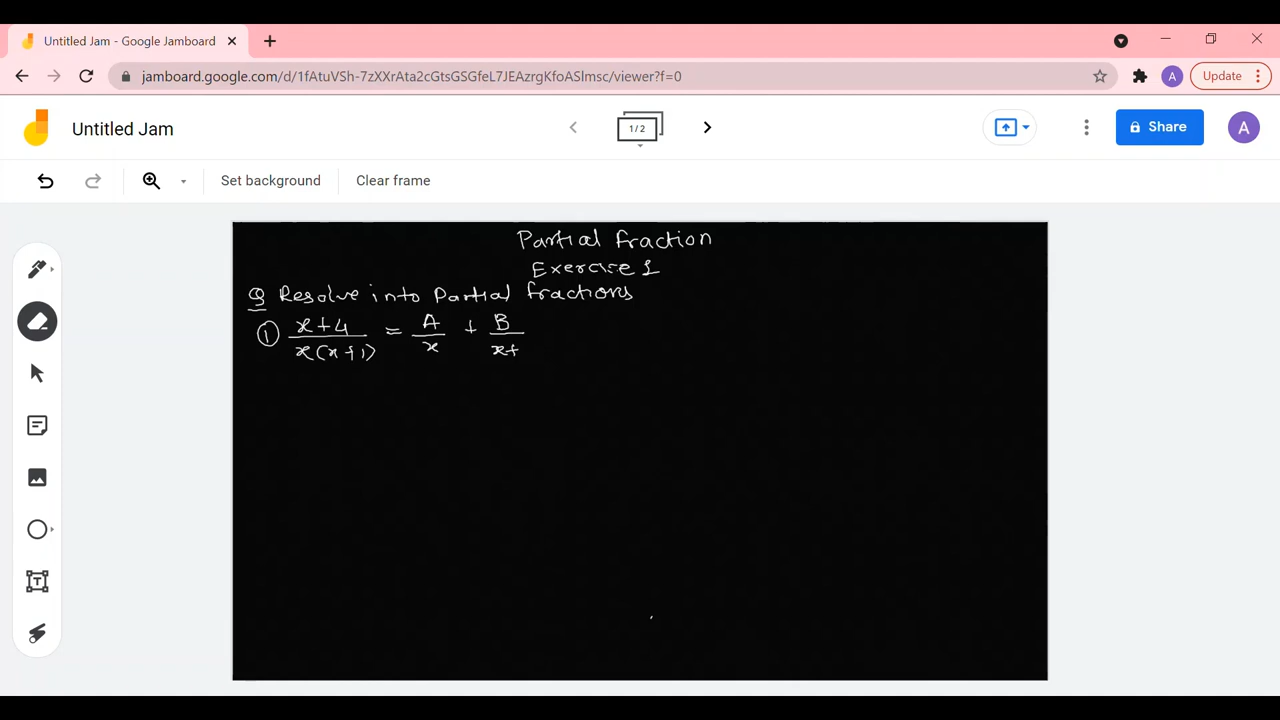 Untitled Jam - Google Jamboard
jamboard.google.com/d/1fAtuVSh-7zXXrAta2cGtsGSGfeL7JEAzrgKfoASlmsc/viewer?f=0
A
Update
Untitled Jam
1/2
Share
A
Set background
Clear frame
Partial fraction
Exercise 1
Q Resolve into Partial fractions
① x+4/x(x+1) = A/x + B/x+